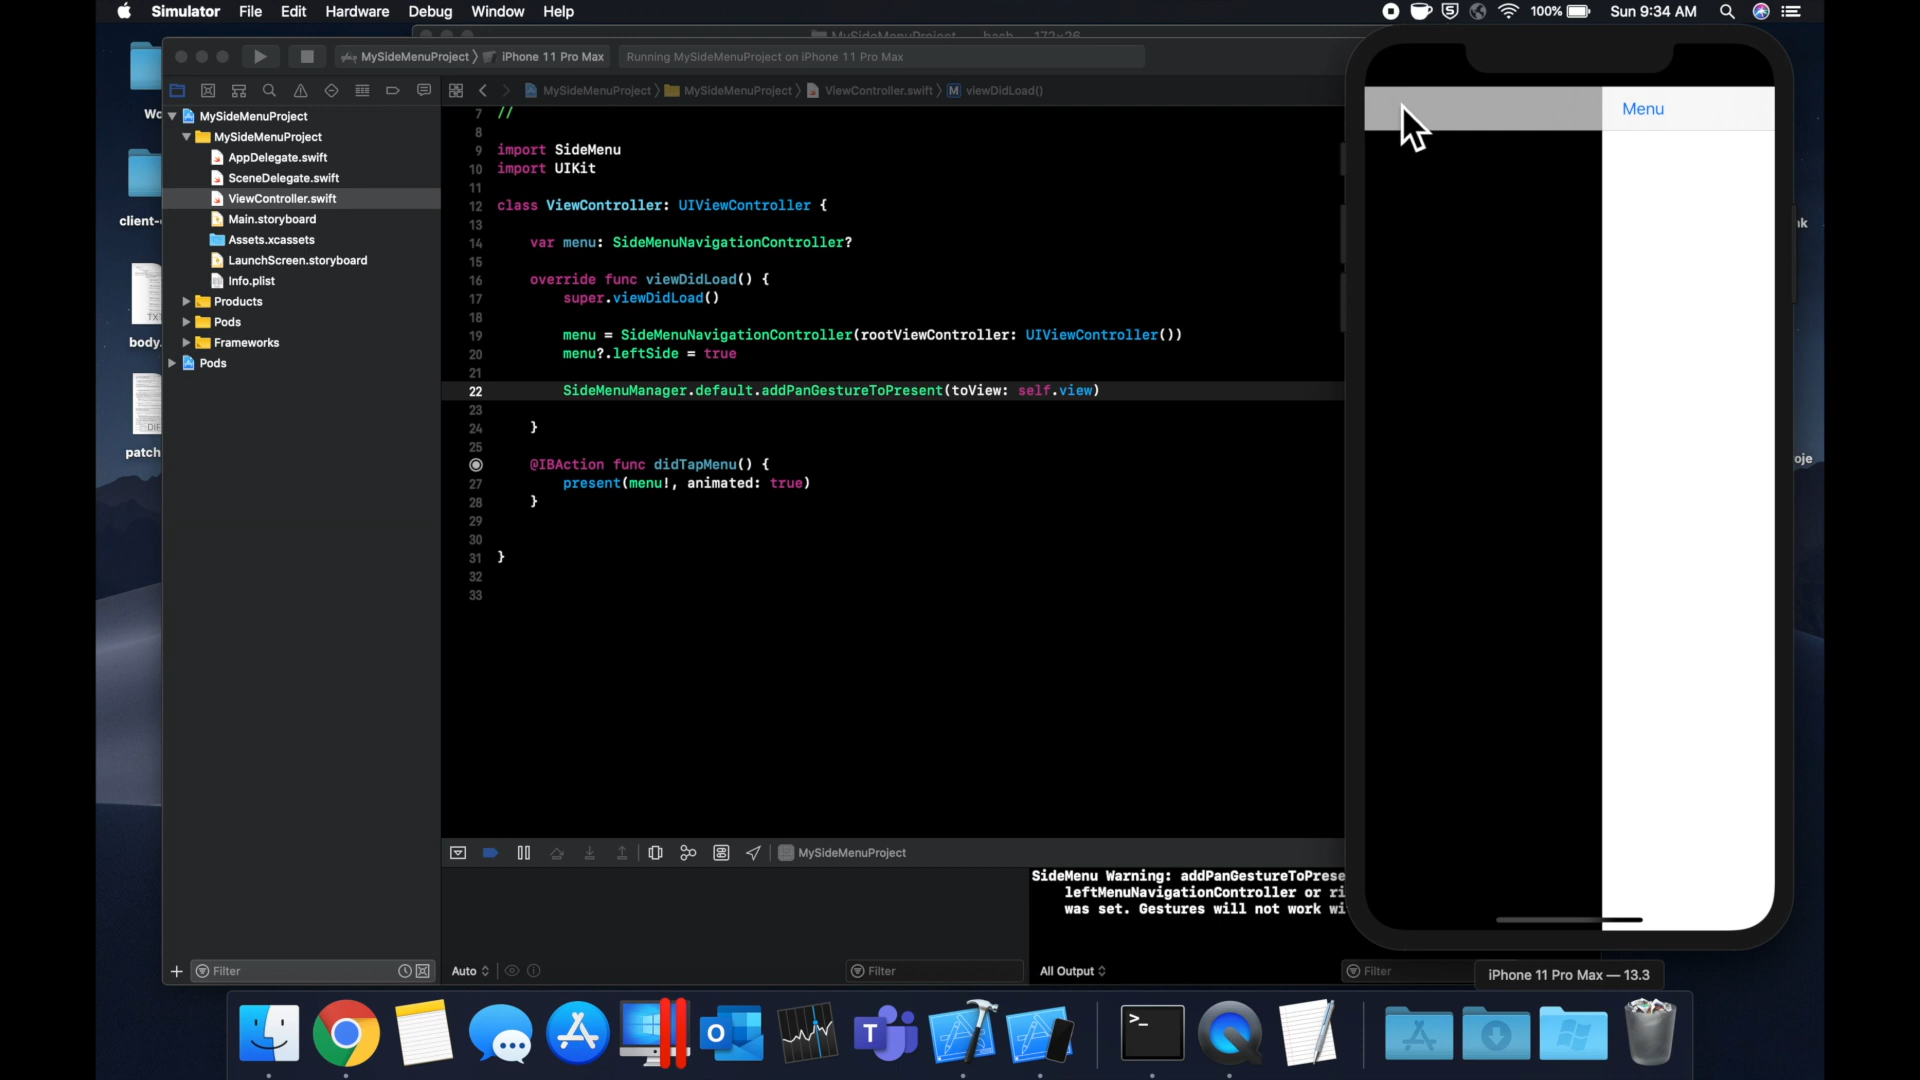 Simulator File Edit Hardware Debug Window Help
100% Sun 9:34 AM
MySideMenuProject iPhone 11 Pro Max
Running MySideMenuProject on iPhone 11 Pro Max
MySideMenuProject MySideMenuProject ViewController.swift M viewDidLoad()
MySideMenuProject
MySideMenuProject
AppDelegate.swift
SceneDelegate.swift
ViewController.swift
Main.storyboard
Assets.xcassets
LaunchScreen.storyboard
Info.plist
Products
Pods
Frameworks
Pods
client-
TXT
body.
DIF
patch
7 //
8
9 import SideMenu
10 import UIKit
11
12 class ViewController: UIViewController {
13
14 var menu: SideMenuNavigationController?
15
16 override func viewDidLoad() {
17 super.viewDidLoad()
18
19 menu = SideMenuNavigationController(rootViewController: UIViewController())
20 menu?.leftSide = true
21
22 SideMenuManager.default.addPanGestureToPresent(toView: self.view)
23
24 }
25
@IBAction func didTapMenu() {
27 present(menu!, animated: true)
28 }
29
30
31 }
32
33
Menu
MySideMenuProject
SideMenu Warning: addPanGestureToPrese
leftMenuNavigationController or ri
was set. Gestures will not work wi
Filter
Auto
Filter
All Output
Filter
iPhone 11 Pro Max — 13.3